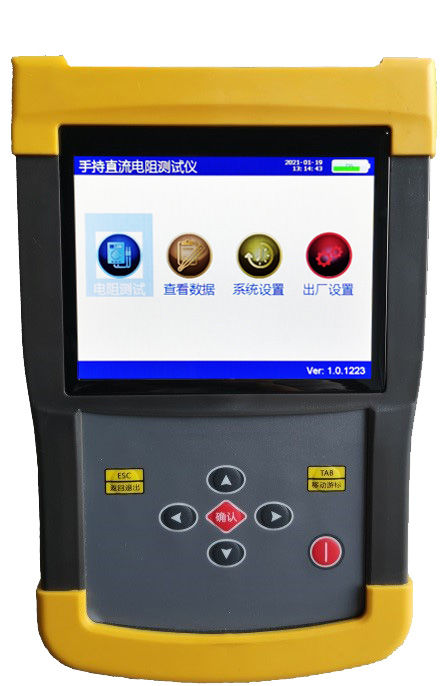 手持直流电阻测试仪
2021-01-19
13:14:43
电阻测试 查看数据 系统设置 出厂设置
Ver: 1.0.1223
ESC
返回退出
TAB
移动游标
确认